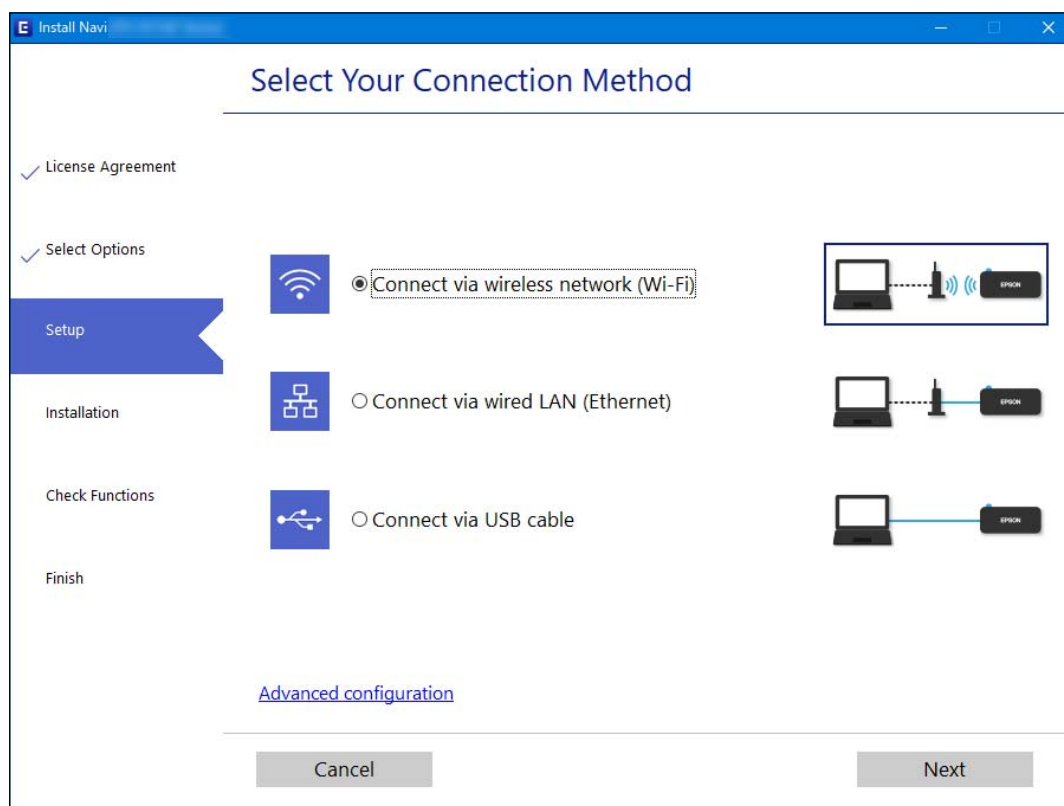 Install Navi
Select Your Connection Method
License Agreement
Select Options
Setup
Installation
Check Functions
Finish
Connect via wireless network (Wi-Fi)
EPSON
Connect via wired LAN (Ethernet)
EPSON
Connect via USB cable
EPSON
Advanced configuration
Cancel
Next